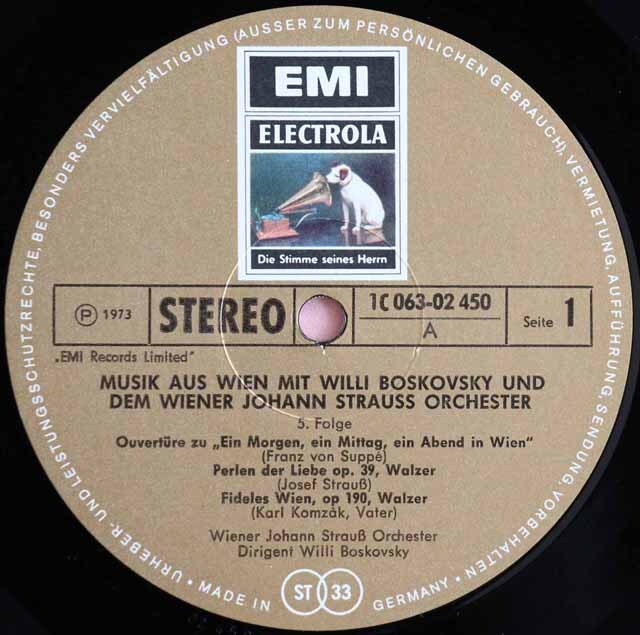 EMI
ELECTROLA
Die Stimme seines Herrn
℗ 1973
STEREO
1C 063-02 450
A
Seite 1
„EMI Records Limited"
MUSIK AUS WIEN MIT WILLI BOSKOVSKY UND
DEM WIENER JOHANN STRAUSS ORCHESTER
5. Folge
Ouvertüre zu „Ein Morgen, ein Mittag, ein Abend in Wien"
(Franz von Suppé)
Perlen der Liebe op. 39, Walzer
(Josef Strauß)
Fideles Wien, op 190, Walzer
(Karl Komzák, Vater)
Wiener Johann Strauß Orchester
Dirigent Willi Boskovsky
URHEBER- UND LEISTUNGSSCHUTZRECHTE, BESONDERS VERVIELFÄLTIGUNG (AUSSER ZUM PERSÖNLICHEN GEBRAUCH), VERMIETUNG, AUFFÜHRUNG, SENDUNG, VORBEHALTEN
• MADE IN ST 33 GERMANY •